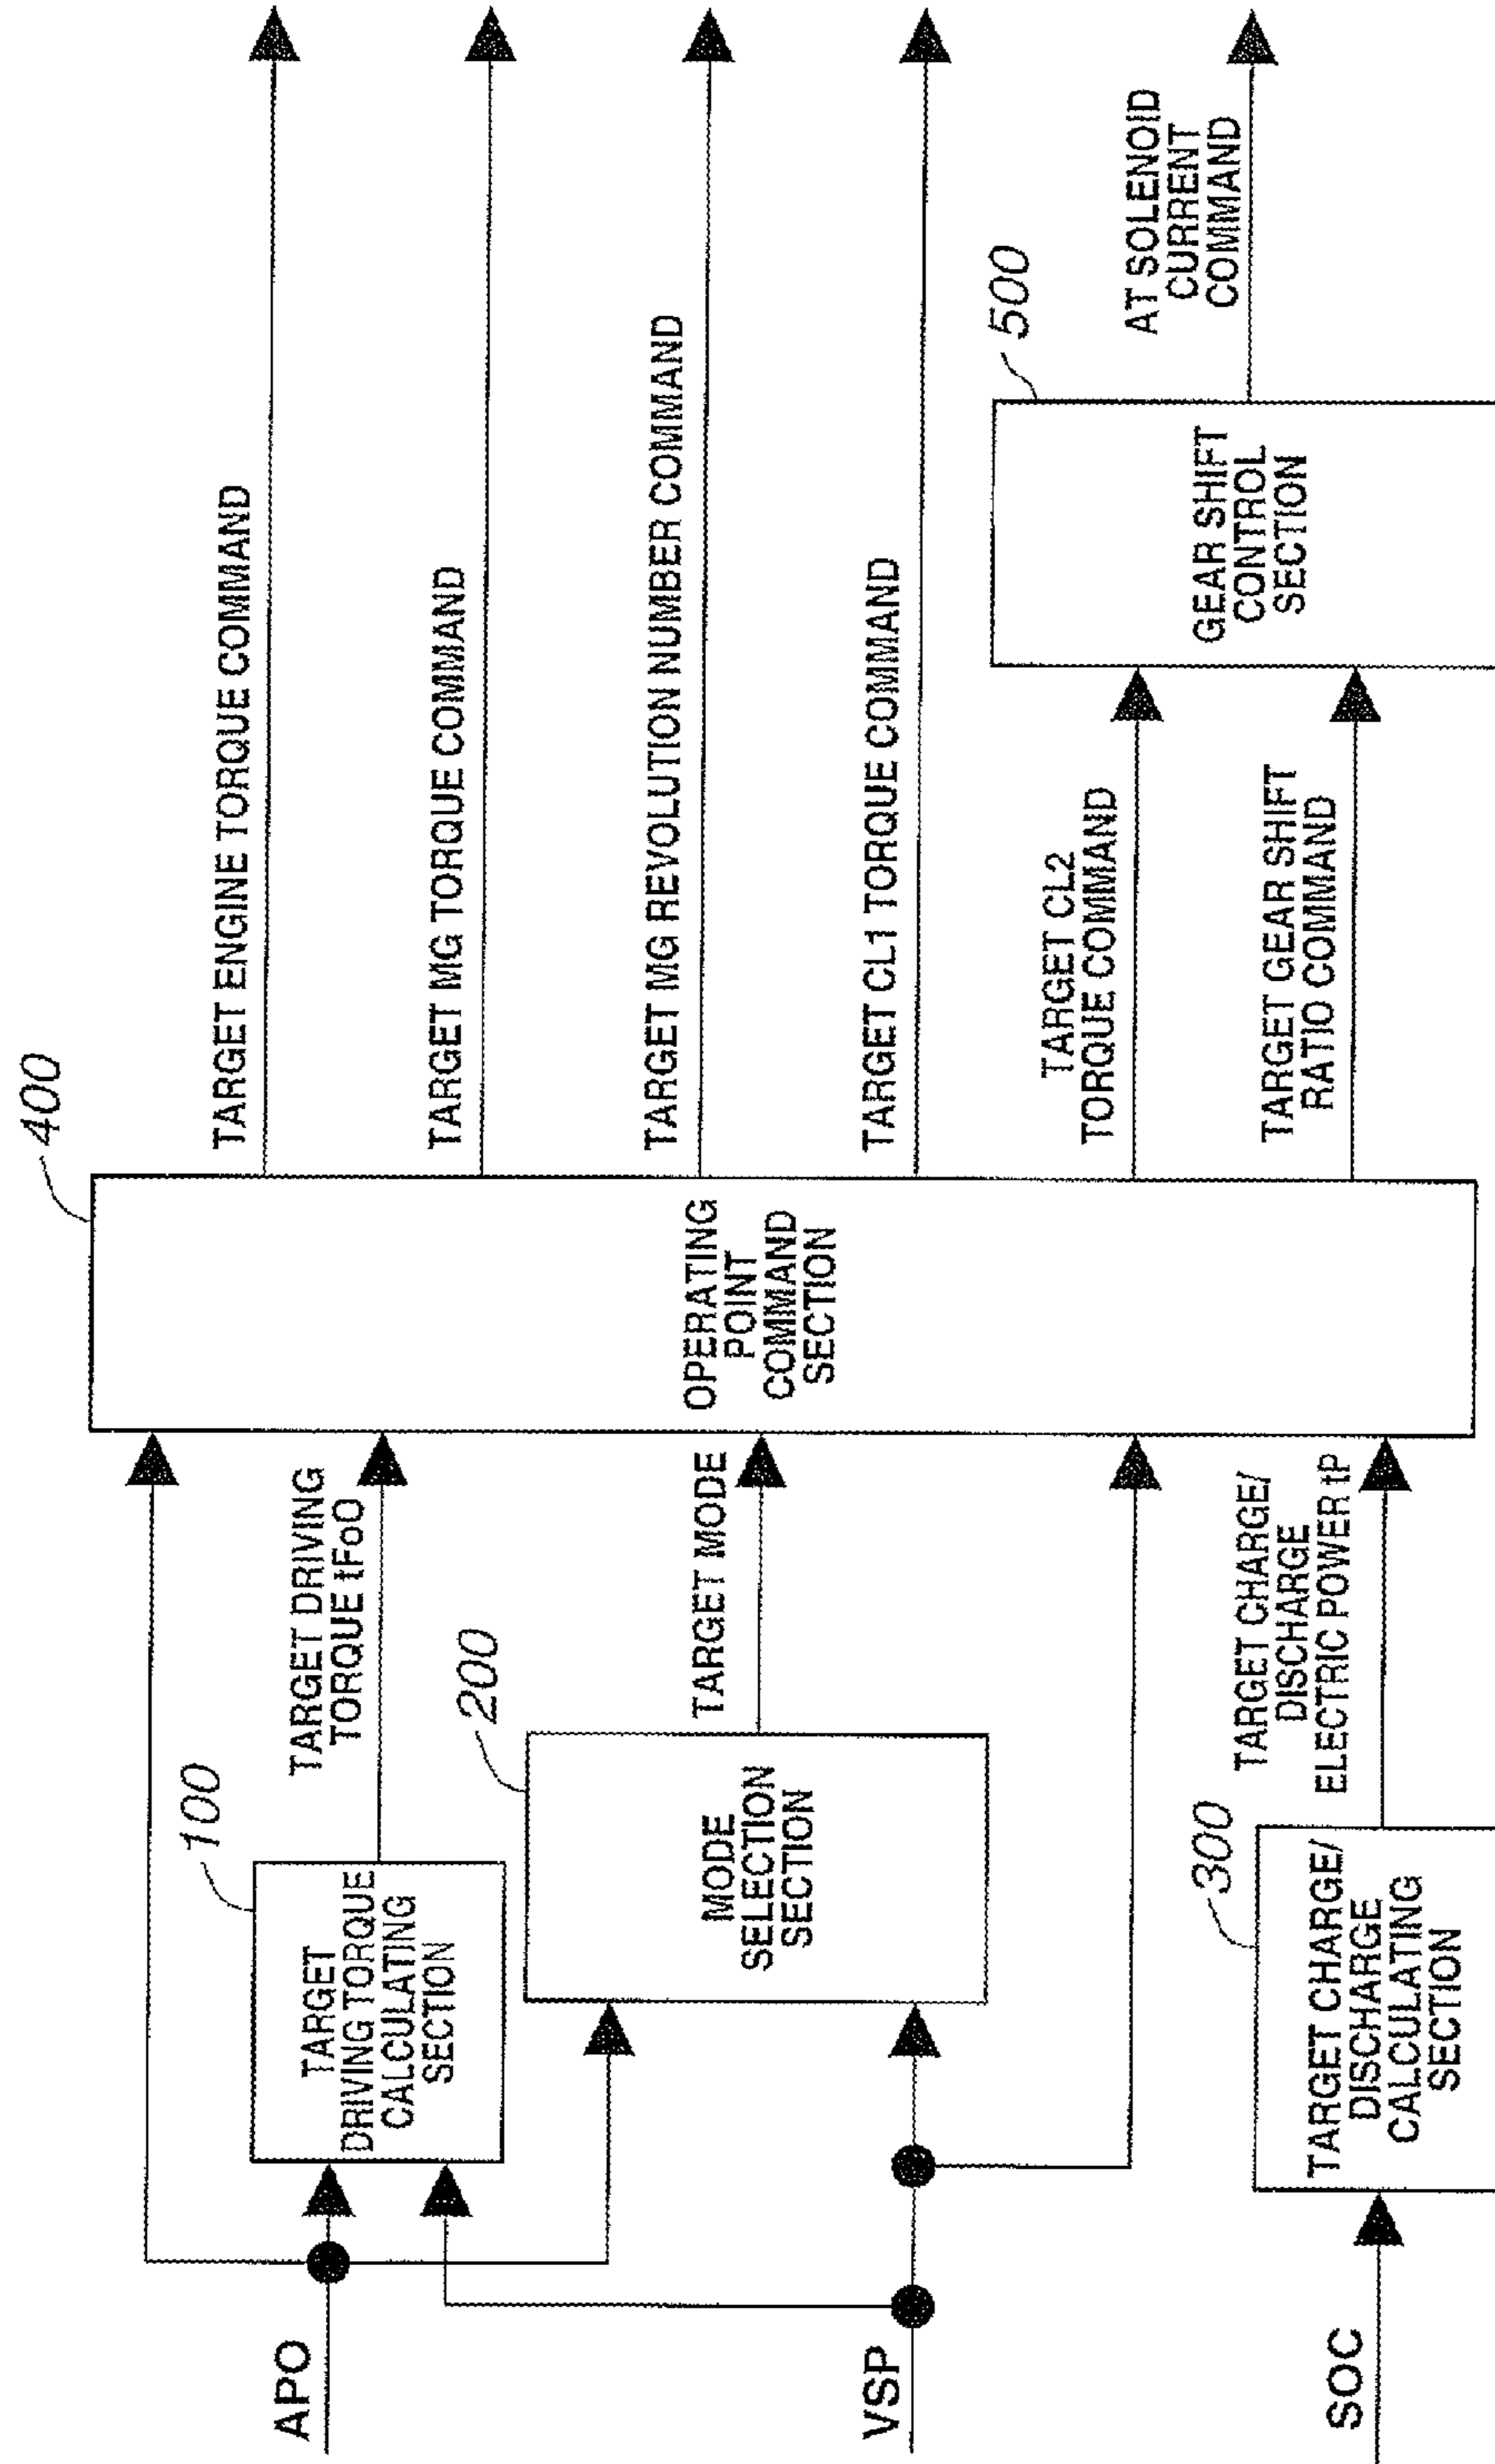 APO
VSP
SOC
100
TARGET
DRIVING TORQUE
CALCULATING
SECTION
200
MODE
SELECTION
SECTION
300
TARGET CHARGE/
DISCHARGE
CALCULATING
SECTION
TARGET DRIVING
TORQUE tFoO
TARGET MODE
TARGET CHARGE/
DISCHARGE
ELECTRIC POWER tP
400
OPERATING
POINT
COMMAND
SECTION
TARGET ENGINE TORQUE COMMAND
TARGET MG TORQUE COMMAND
TARGET MG REVOLUTION NUMBER COMMAND
TARGET CL1 TORQUE COMMAND
TARGET CL2
TORQUE COMMAND
TARGET GEAR SHIFT
RATIO COMMAND
500
GEAR SHIFT
CONTROL
SECTION
AT SOLENOID
CURRENT
COMMAND